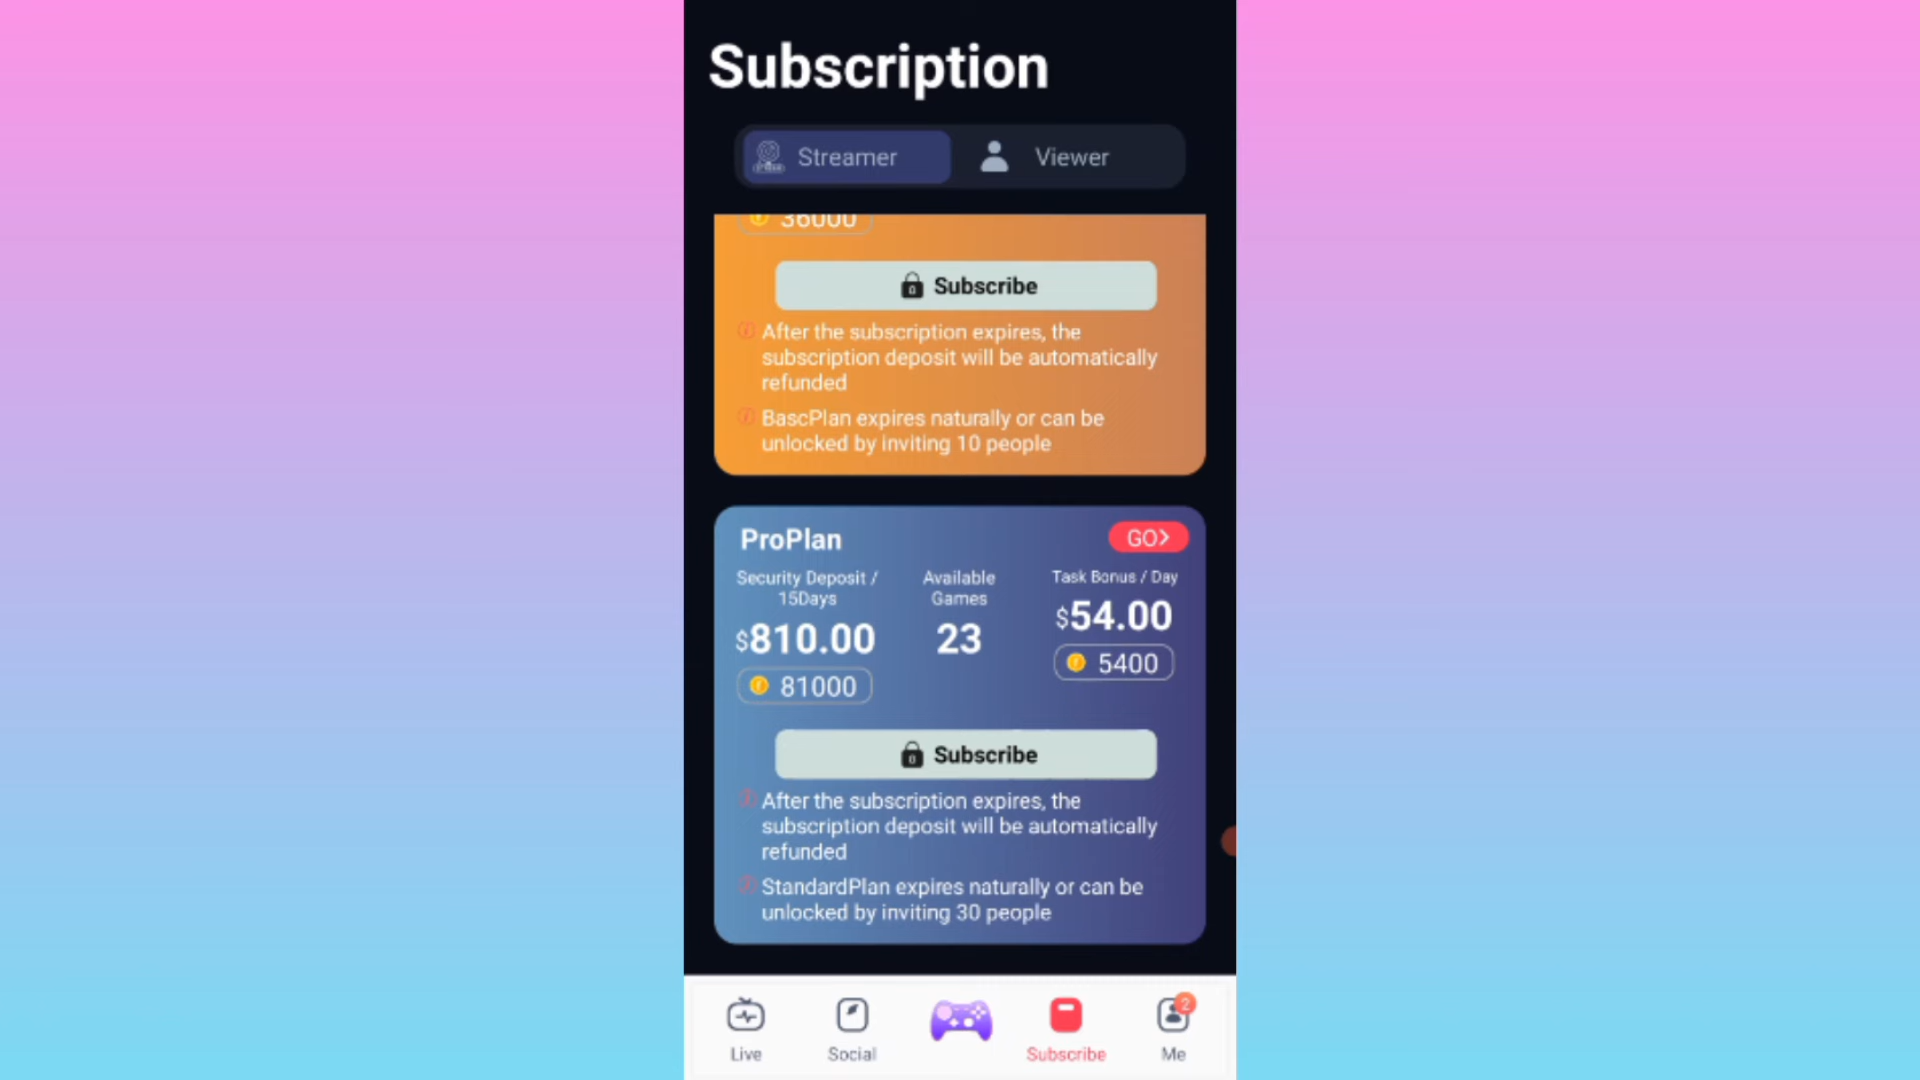 Subscription
Streamer
Viewer
36000
Subscribe
After the subscription expires, the
subscription deposit will be automatically
refunded
BascPlan expires naturally or can be
unlocked by inviting 10 people
ProPlan
GO>
Security Deposit /
15Days
$810.00
81000
Available
Games
23
Task Bonus / Day
$54.00
5400
Subscribe
After the subscription expires, the
subscription deposit will be automatically
refunded
StandardPlan expires naturally or can be
unlocked by inviting 30 people
Live
Social
Subscribe
2
Me